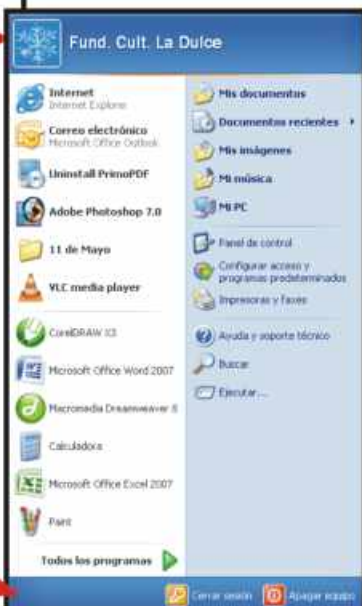 Fund. Cult. La Dulce
Internet
Internet Explorer
Correo electrónico
Microsoft Office Outlook
Uninstall PrimoPDF
Adobe Photoshop 7.0
11 de Mayo
VLC media player
CorelDRAW X3
Microsoft Office Word 2007
Macromedia Dreamweaver 8
Calculadora
Microsoft Office Excel 2007
Paint
Todos los programas
Mis documentos
Documentos recientes
Mis imágenes
Mi música
Mi PC
Panel de control
Configurar acceso y
programas predeterminados
Impresoras y faxes
Ayuda y soporte técnico
Buscar
Ejecutar...
Cerrar sesión
Apagar equipo